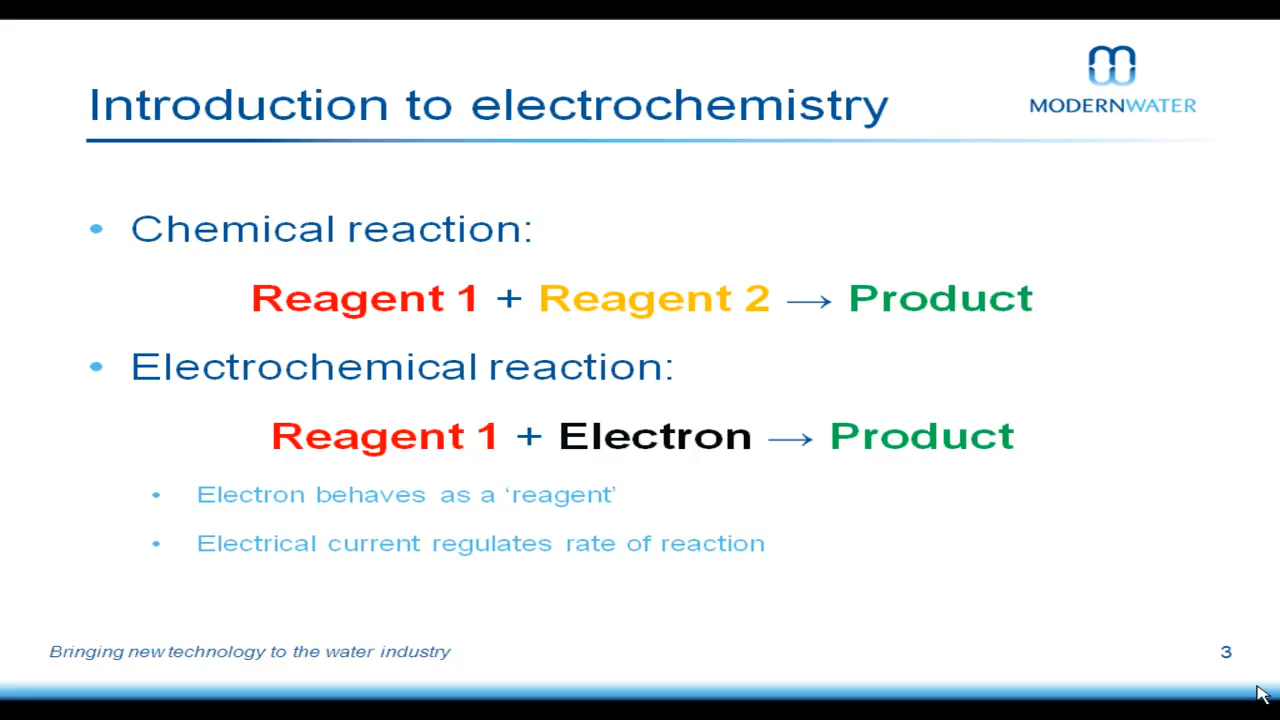 Introduction to electrochemistry
MODERNWATER
• Chemical reaction:
Reagent 1 + Reagent 2 → Product
• Electrochemical reaction:
Reagent 1 + Electron → Product
• Electron behaves as a ‘reagent’
• Electrical current regulates rate of reaction
Bringing new technology to the water industry
3